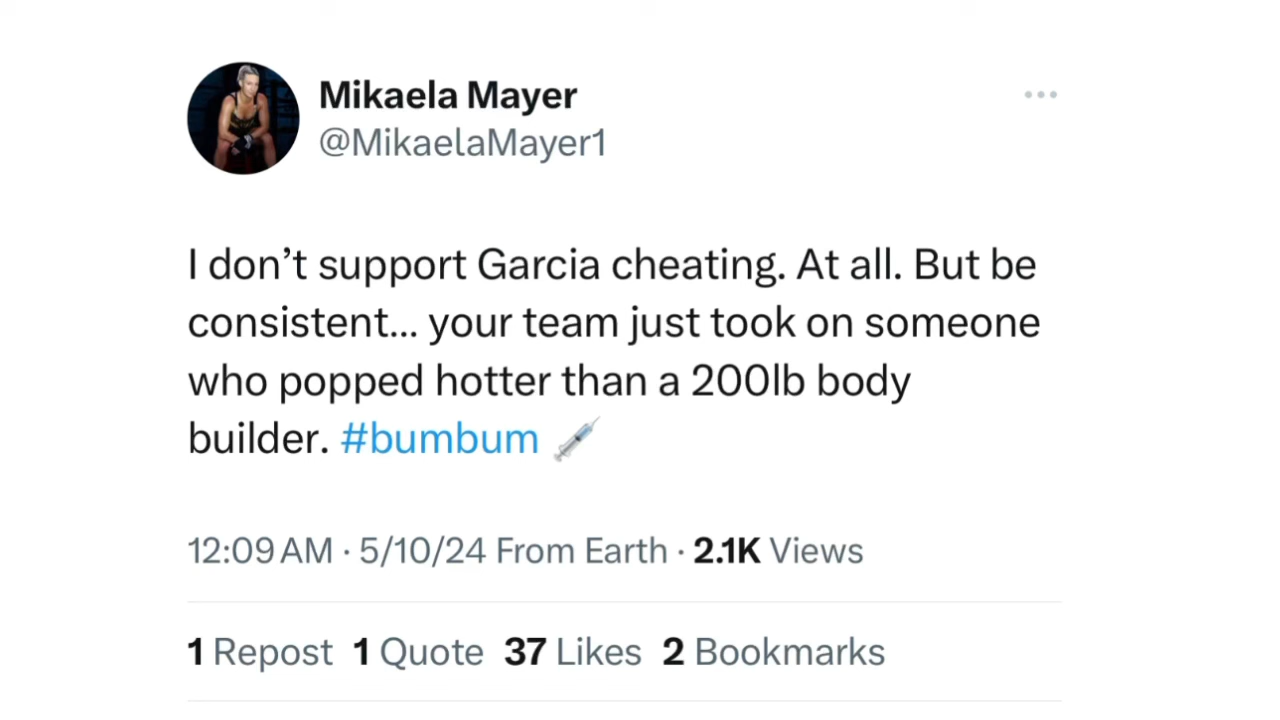 Mikaela Mayer
@MikaelaMayer1
I don’t support Garcia cheating. At all. But be
consistent... your team just took on someone
who popped hotter than a 200lb body
builder. #bumbum 💉
12:09 AM · 5/10/24 From Earth · 2.1K Views
1 Repost 1 Quote 37 Likes 2 Bookmarks